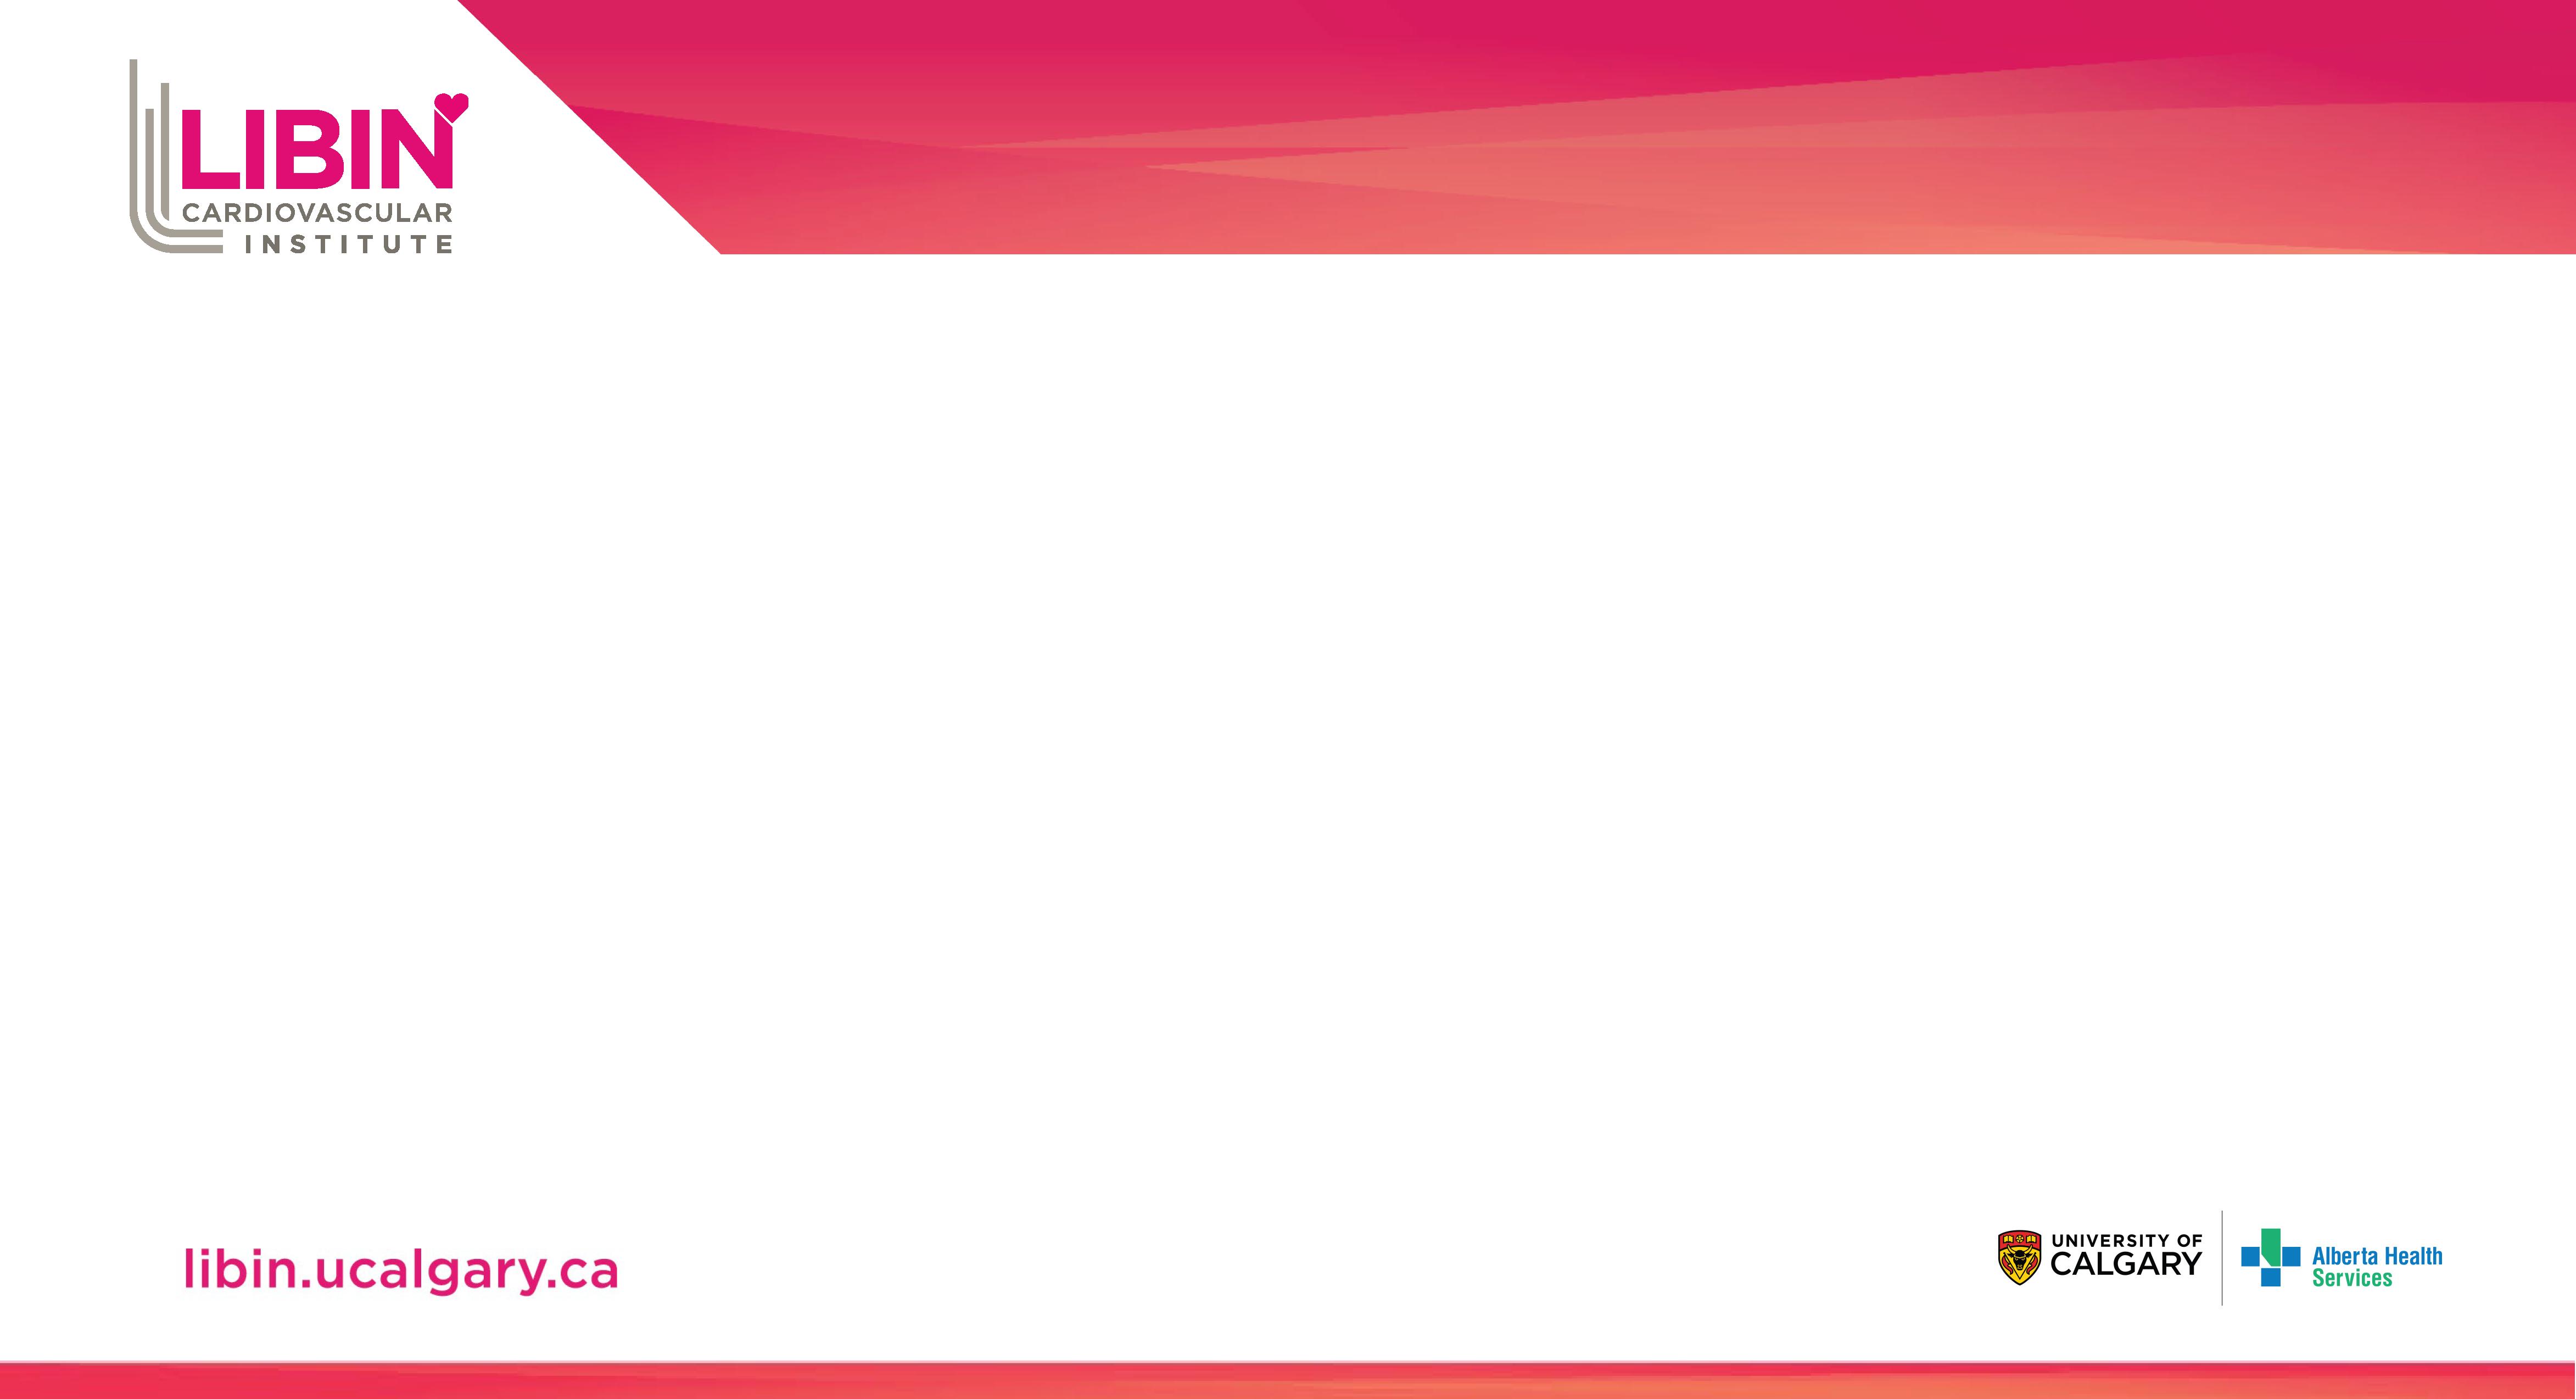 LIBIN
CARDIOVASCULAR
INSTITUTE
libin.ucalgary.ca
UNIVERSITY OF
CALGARY
Alberta Health
Services